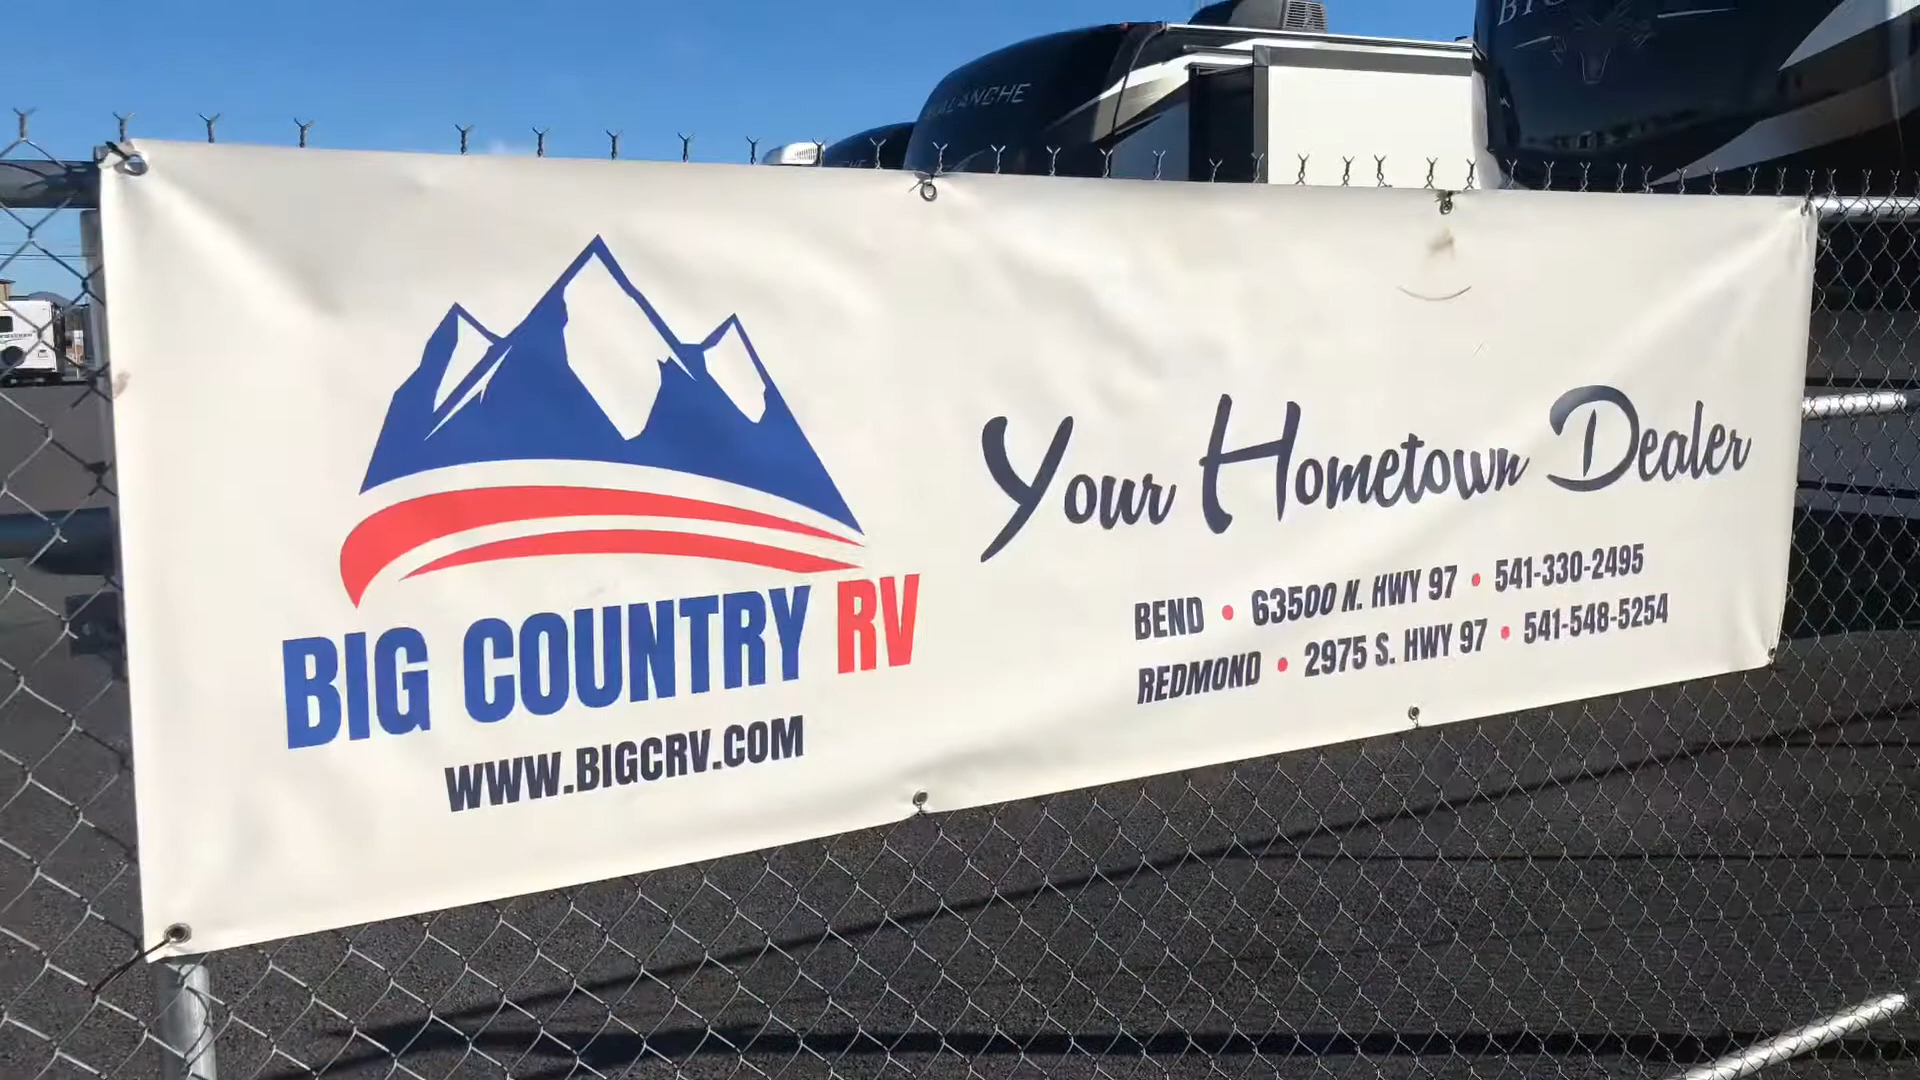 AVALANCHE
BIG COUNTRY RV
WWW.BIGCRV.COM
Your Hometown Dealer
BEND • 63500 N. HWY 97 • 541-330-2495
REDMOND • 2975 S. HWY 97 • 541-548-5254